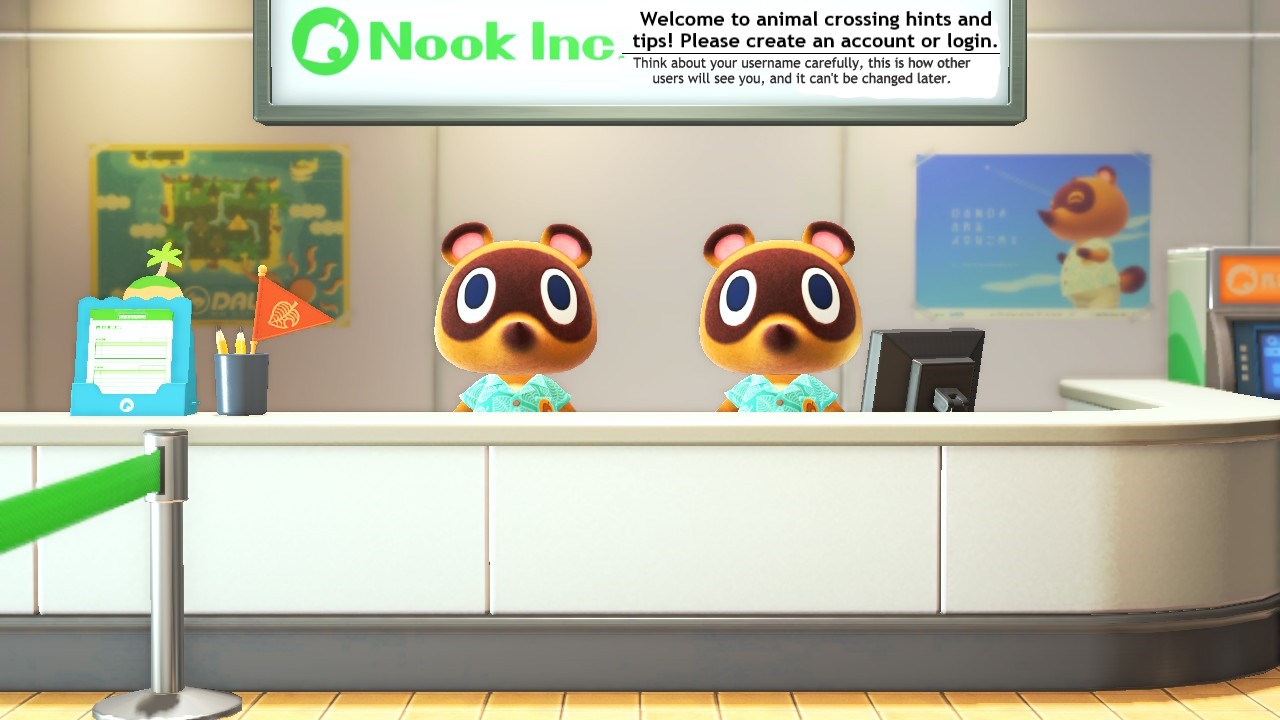 Nook Inc.
Welcome to animal crossing hints and
tips! Please create an account or login.
Think about your username carefully, this is how other
users will see you, and it can't be changed later.
DAL